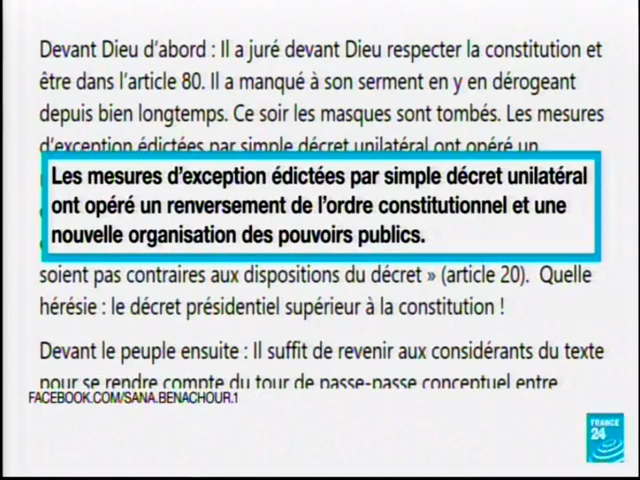 Devant Dieu d'abord : Il a juré devant Dieu respecter la constitution et
être dans l'article 80. Il a manqué à son serment en y en dérogeant
depuis bien longtemps. Ce soir les masques sont tombés. Les mesures
d'exception édictées par simple décret unilatéral ont opéré un
Les mesures d'exception édictées par simple décret unilatéral
ont opéré un renversement de l'ordre constitutionnel et une
nouvelle organisation des pouvoirs publics.
soient pas contraires aux dispositions du décret » (article 20). Quelle
hérésie : le décret présidentiel supérieur à la constitution !
Devant le peuple ensuite : Il suffit de revenir aux considérants du texte
pour se rendre compte du tour de passe-passe conceptuel entre
FACEBOOK.COM/SANA.BENACHOUR.1
FRANCE
24